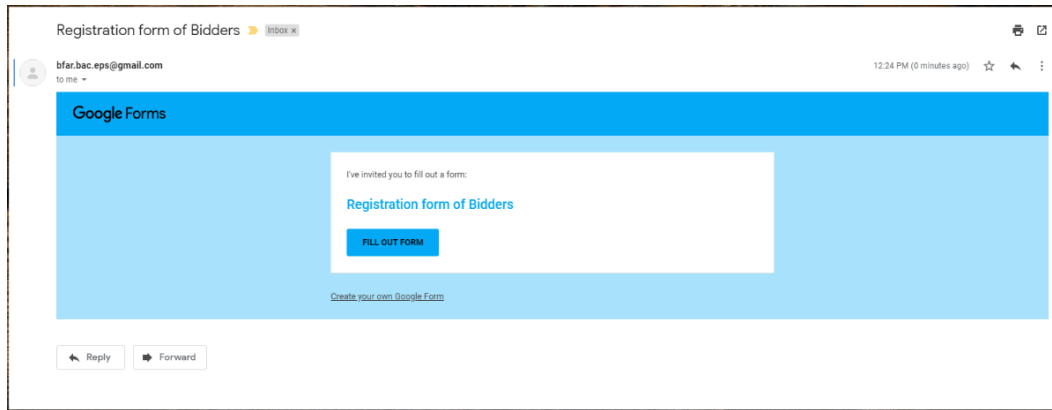 Registration form of Bidders Inbox x
bfar.bac.eps@gmail.com 12:24 PM (0 minutes ago)
to me
Google Forms
I've invited you to fill out a form:
Registration form of Bidders
FILL OUT FORM
Create your own Google Form
Reply Forward